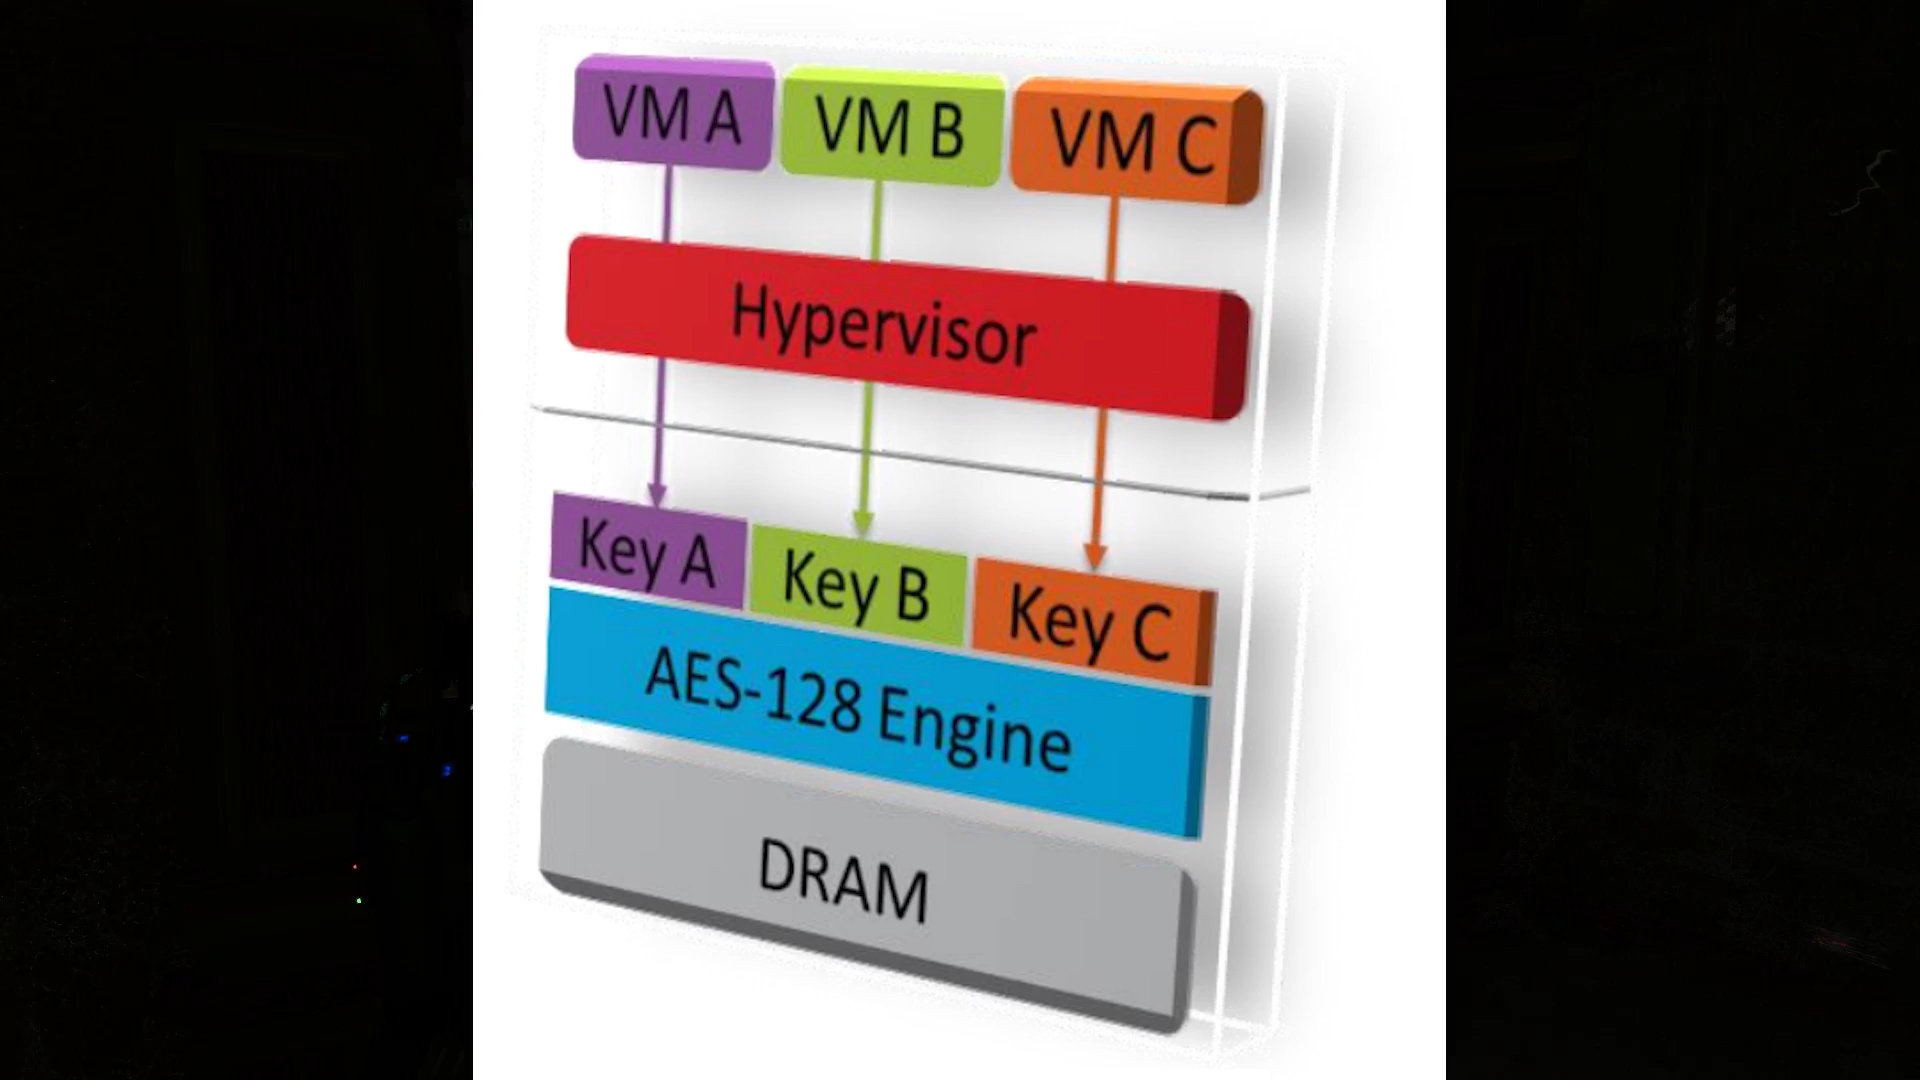 VM A
VM B
VM C
Hypervisor
Key A
Key B
Key C
AES-128 Engine
DRAM